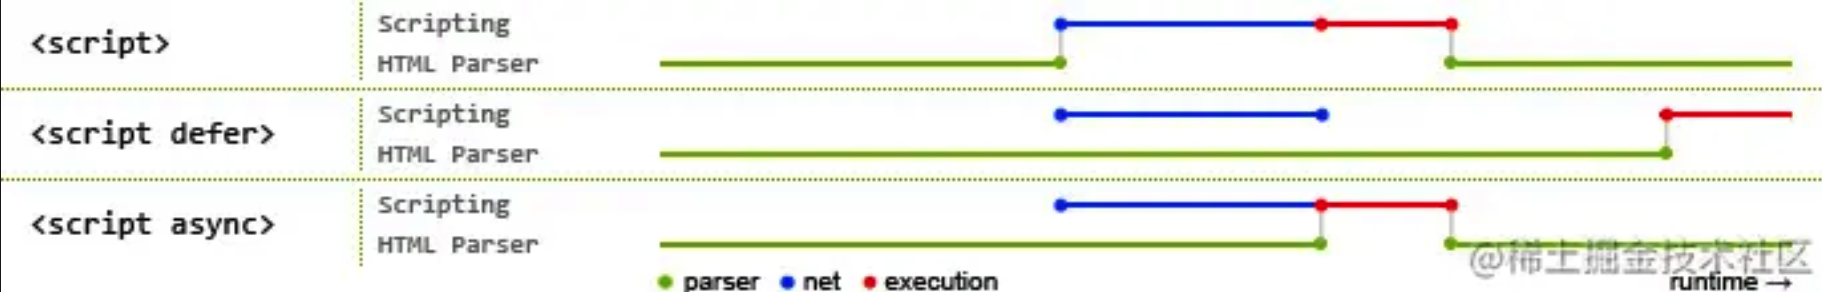 <script>
Scripting
HTML Parser
<script defer>
Scripting
HTML Parser
<script async>
Scripting
HTML Parser
@稀土掘金技术社区
parser net execution runtime →